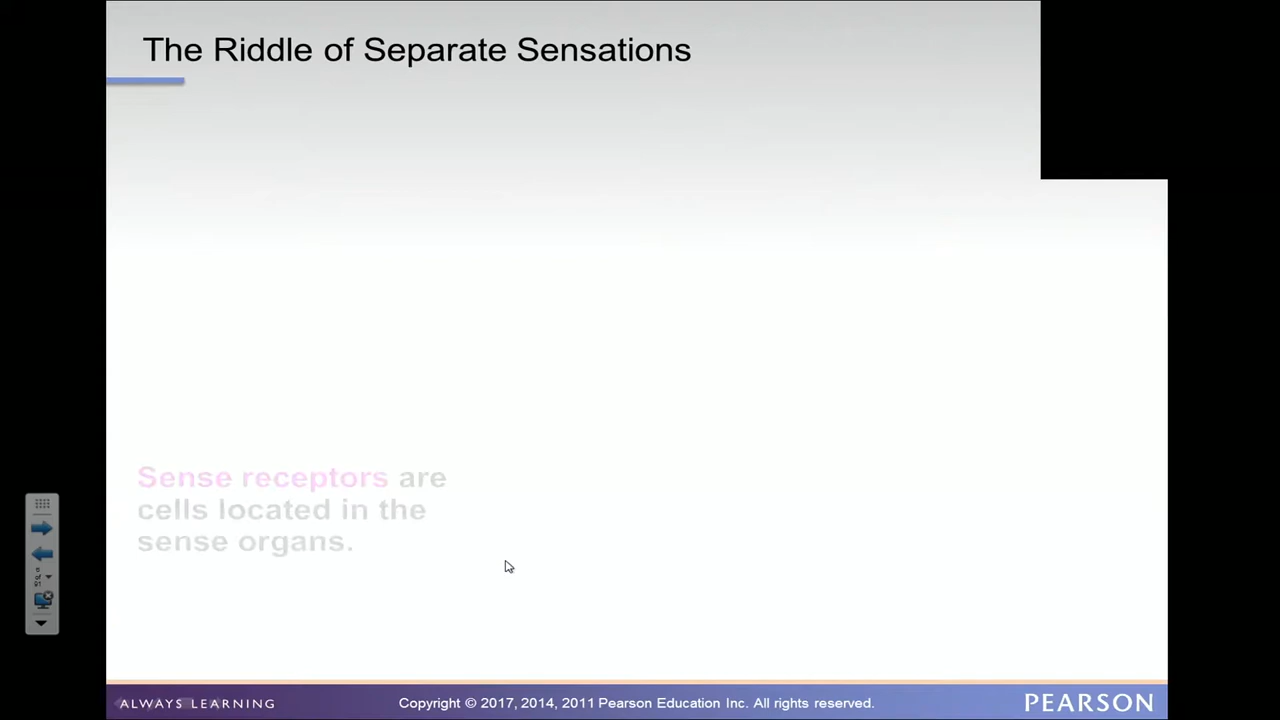 The Riddle of Separate Sensations
Sense receptors are
cells located in the
sense organs.
ALWAYS LEARNING
Copyright © 2017, 2014, 2011 Pearson Education Inc. All rights reserved.
PEARSON